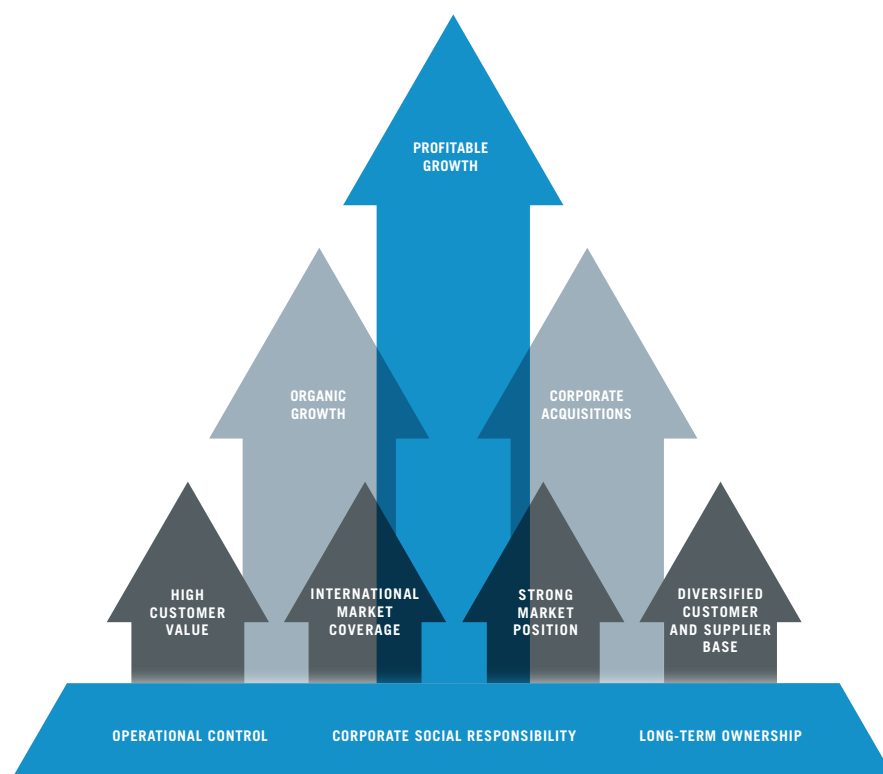 PROFITABLE
GROWTH
ORGANIC
GROWTH
CORPORATE
ACQUISITIONS
HIGH
CUSTOMER
VALUE
INTERNATIONAL
MARKET
COVERAGE
STRONG
MARKET
POSITION
DIVERSIFIED
CUSTOMER
AND SUPPLIER
BASE
OPERATIONAL CONTROL
CORPORATE SOCIAL RESPONSIBILITY
LONG-TERM OWNERSHIP